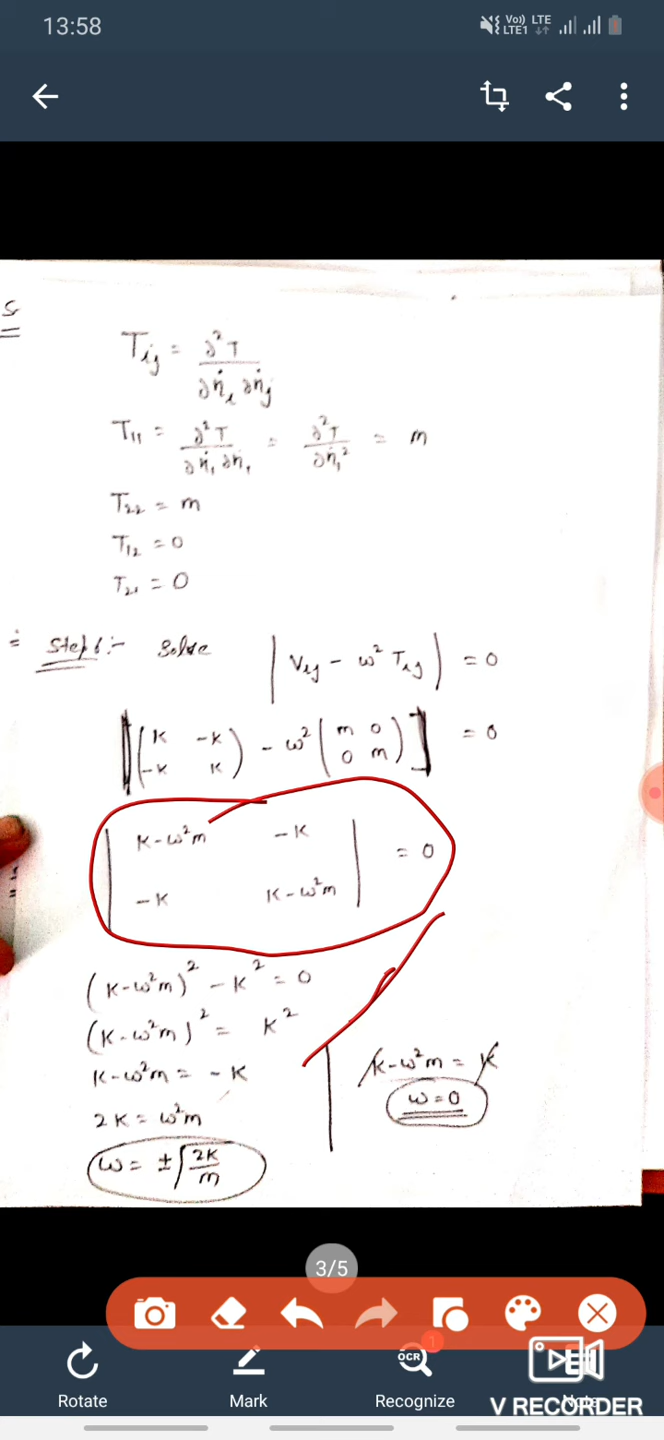 13:58
Vo)) LTE
LTE1
Tij = ∂²T / ∂η̇i ∂η̇j
T11 = ∂²T / ∂η̇1 ∂η̇1 = ∂²T / ∂η̇1² = m
T22 = m
T12 = 0
T21 = 0
= Step 6 :- Solve |Vij - ω² Tij| = 0
[(K -K
-K K) - ω² (m 0
0 m)] = 0
|K-ω²m -K
-K K-ω²m| = 0
(K-ω²m)² - K² = 0
(K-ω²m)² = K²
K-ω²m = -K
2K = ω²m
ω = ±√(2K/m)
K-ω²m = K
ω = 0
3/5
1
OCR
Rotate
Mark
Recognize
V RECORDER